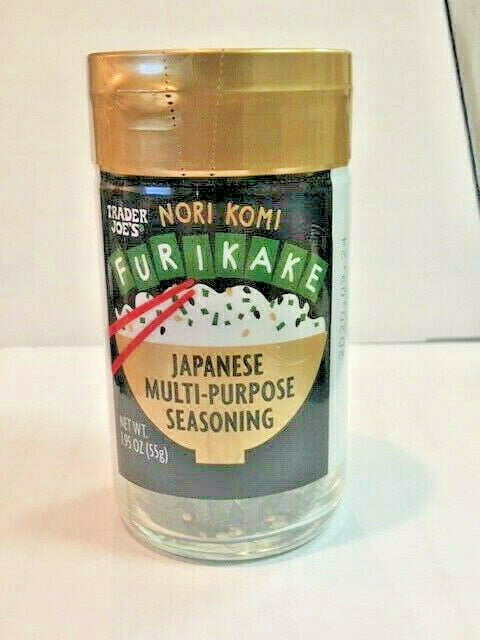 TRADER JOE'S®
NORI KOMI
FURIKAKE
JAPANESE
MULTI-PURPOSE
SEASONING
NET WT.
1.95 OZ (55g)